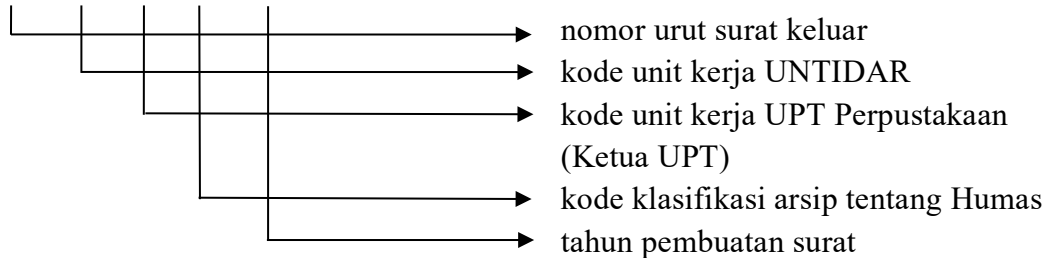 nomor urut surat keluar
kode unit kerja UNTIDAR
kode unit kerja UPT Perpustakaan
(Ketua UPT)
kode klasifikasi arsip tentang Humas
tahun pembuatan surat